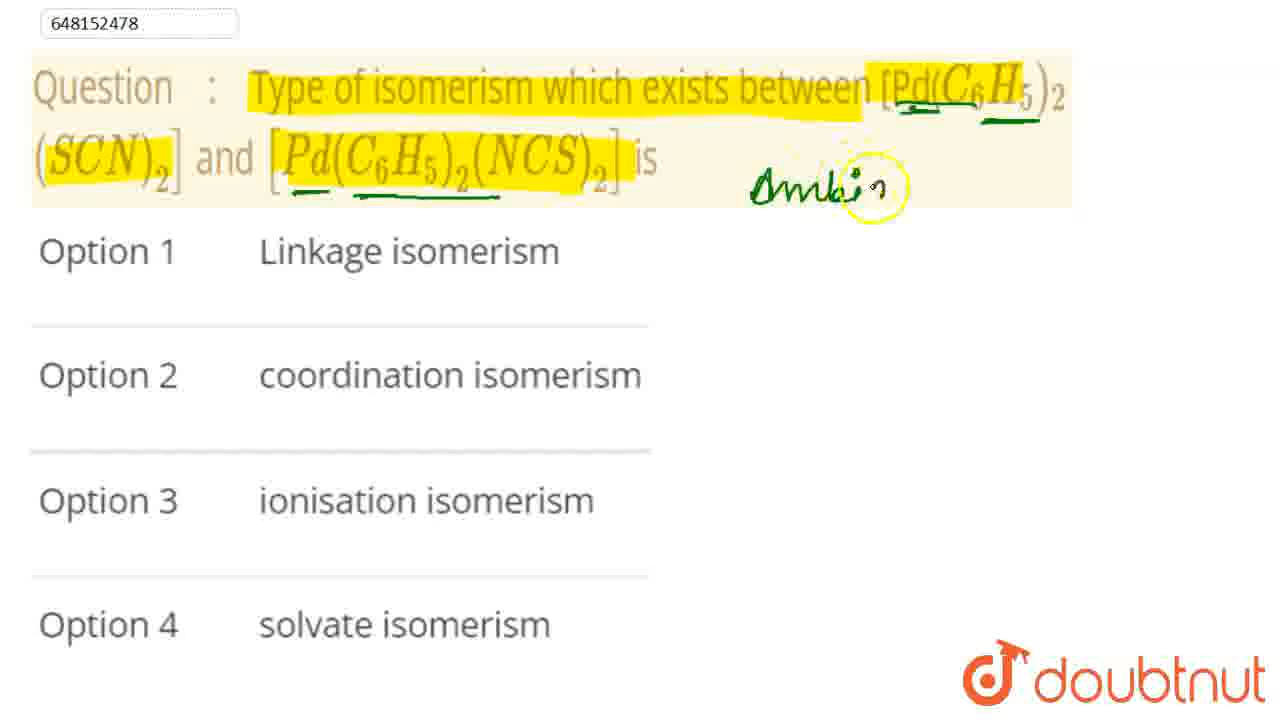 648152478
Question : Type of isomerism which exists between [Pd(C₆H₅)₂
(SCN)₂] and [Pd(C₆H₅)₂(NCS)₂] is
Ambi
Option 1 Linkage isomerism
Option 2 coordination isomerism
Option 3 ionisation isomerism
Option 4 solvate isomerism
doubtnut